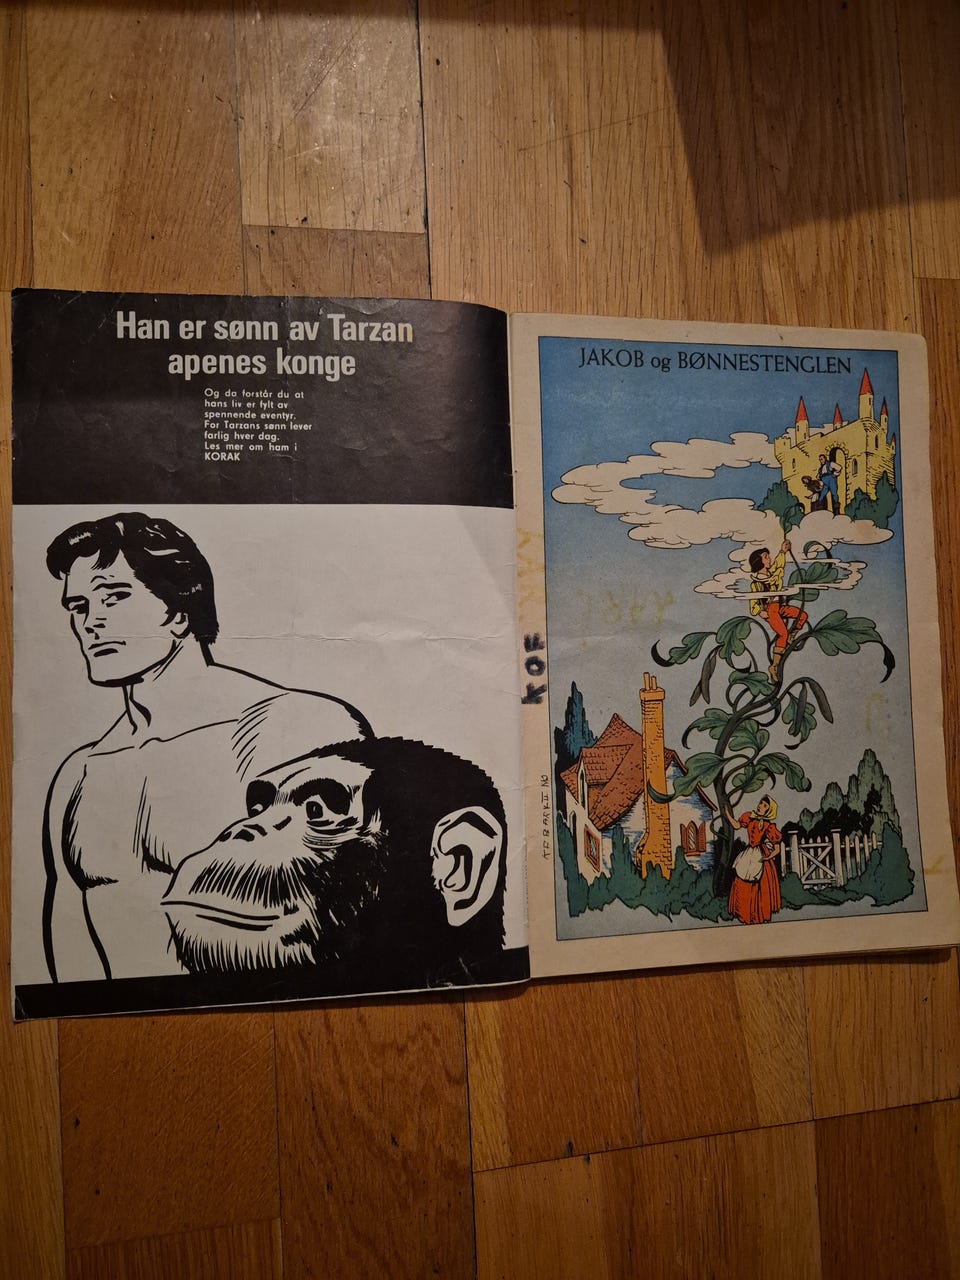 Han er sønn av Tarzan
apenes konge
Og da forstår du at
hans liv er fylt av
spennende eventyr.
For Tarzans sønn lever
farlig hver dag.
Les mer om ham i
KORAK
JAKOB og BØNNESTENGLEN
KOF